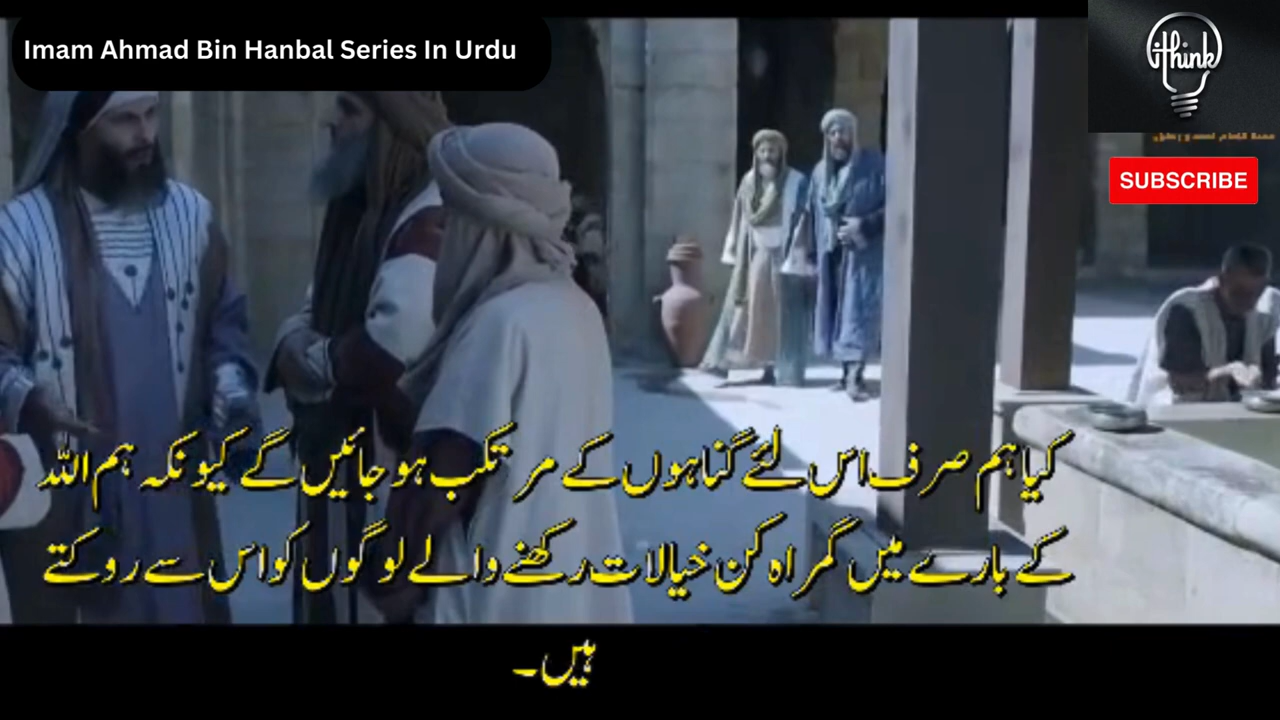 Imam Ahmad Bin Hanbal Series In Urdu
ithink
SUBSCRIBE
کیا ہم صرف اس لئے گناہوں کے مرتکب ہو جائیں گے کیونکہ ہم اللہ
کے بارے میں گمراہ کن خیالات رکھنے والے لوگوں کو اس سے روکتے
ہیں۔